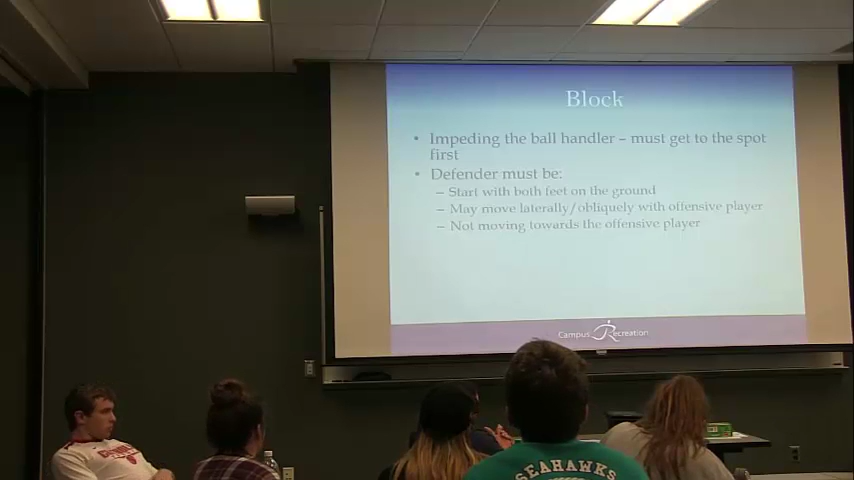 Block
• Impeding the ball handler – must get to the spot
first
• Defender must be:
– Start with both feet on the ground
– May move laterally/obliquely with offensive player
– Not moving towards the offensive player
Campus Recreation
SEAHAWKS